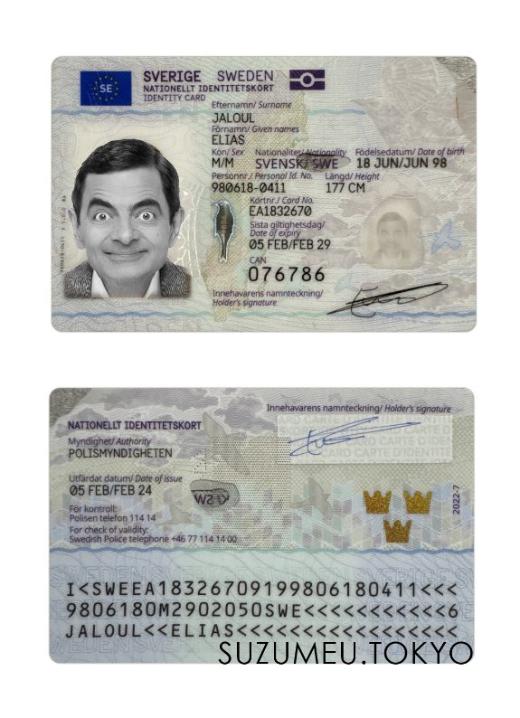 SE
SVERIGE SWEDEN
NATIONELLT IDENTITETSKORT
IDENTITY CARD
Efternamn/ Surname
JALOUL
Förnamn/ Given names
ELIAS
Kön/ Sex Nationalitet/ Nationality Födelsedatum/ Date of birth
M/M SVENSK/SWE 18 JUN/JUN 98
Personnr./ Personal Id. No. Längd/ Height
980618-0411 177 CM
Kortnr./ Card No.
EA1832670
Sista giltighetsdag/
Date of expiry
05 FEB/FEB 29
CAN
076786
Innehavarens namnteckning/
Holder's signature
Innehavarens namnteckning/ Holder's signature
NATIONELLT IDENTITETSKORT
Myndighet/ Authority
POLISMYNDIGHETEN
Utfärdat datum/ Date of issue
05 FEB/FEB 24
För kontroll:
Polisen telefon 114 14
For check of validity:
Swedish Police telephone +46 77 114 14 00
2022-7
I<SWEEA18326709199806180411<<<
9806180M2902050SWE<<<<<<<<<<<6
JALOUL<<ELIAS<<<<<<<<<<<<<<<<<
SUZUMEU.TOKYO